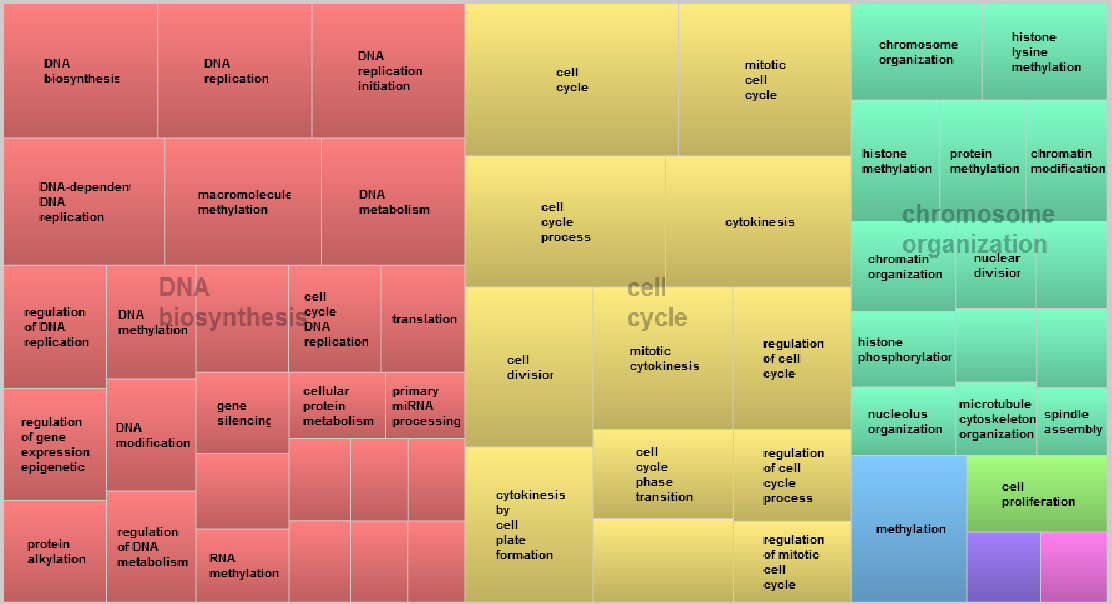 DNA
biosynthesis
DNA
replication
DNA
replication
initiation
DNA-dependent
DNA
replication
macromolecule
methylation
DNA
metabolism
regulation
of DNA
replication
DNA
methylation
cell
cycle
DNA
replication
translation
DNA
biosynthesis
regulation
of gene
expression
epigenetic
DNA
modification
gene
silencing
cellular
protein
metabolism
primary
miRNA
processing
protein
alkylation
regulation
of DNA
metabolism
RNA
methylation
cell
cycle
mitotic
cell
cycle
cell
cycle
process
cytokinesis
cell
cycle
cell
division
mitotic
cytokinesis
regulation
of cell
cycle
cytokinesis
by
cell
plate
formation
cell
cycle
phase
transition
regulation
of cell
cycle
process
regulation
of mitotic
cell
cycle
chromosome
organization
histone
lysine
methylation
histone
methylation
protein
methylation
chromatin
modification
chromosome
organization
chromatin
organization
nuclear
division
histone
phosphorylation
nucleolus
organization
microtubule
cytoskeleton
organization
spindle
assembly
methylation
cell
proliferation